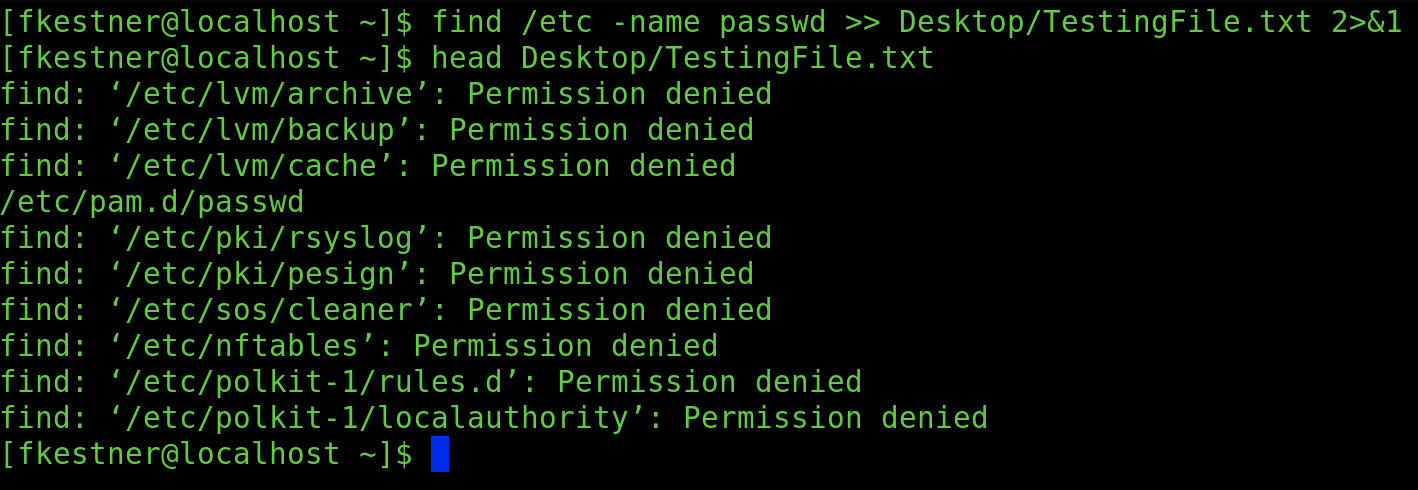 [fkestner@localhost ~]$ find /etc -name passwd >> Desktop/TestingFile.txt 2>&1
[fkestner@localhost ~]$ head Desktop/TestingFile.txt
find: ‘/etc/lvm/archive’: Permission denied
find: ‘/etc/lvm/backup’: Permission denied
find: ‘/etc/lvm/cache’: Permission denied
/etc/pam.d/passwd
find: ‘/etc/pki/rsyslog’: Permission denied
find: ‘/etc/pki/pesign’: Permission denied
find: ‘/etc/sos/cleaner’: Permission denied
find: ‘/etc/nftables’: Permission denied
find: ‘/etc/polkit-1/rules.d’: Permission denied
find: ‘/etc/polkit-1/localauthority’: Permission denied
[fkestner@localhost ~]$